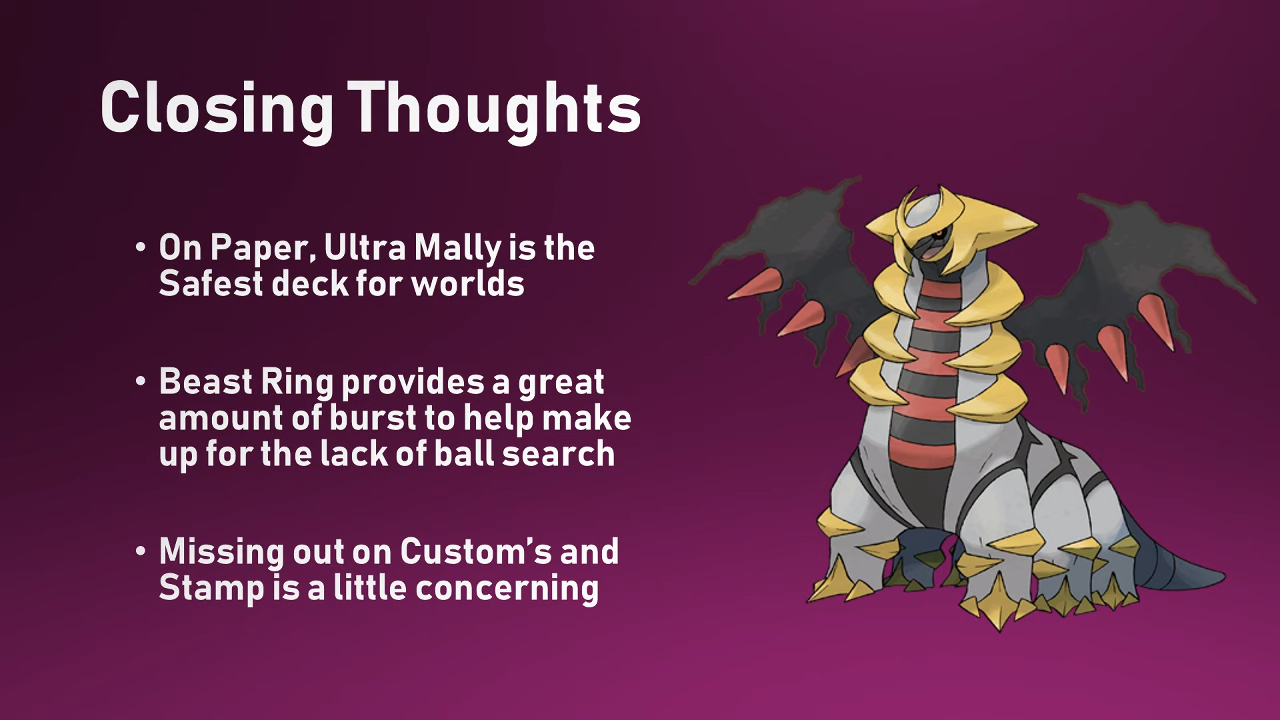 Closing Thoughts
• On Paper, Ultra Mally is the
Safest deck for worlds
• Beast Ring provides a great
amount of burst to help make
up for the lack of ball search
• Missing out on Custom’s and
Stamp is a little concerning